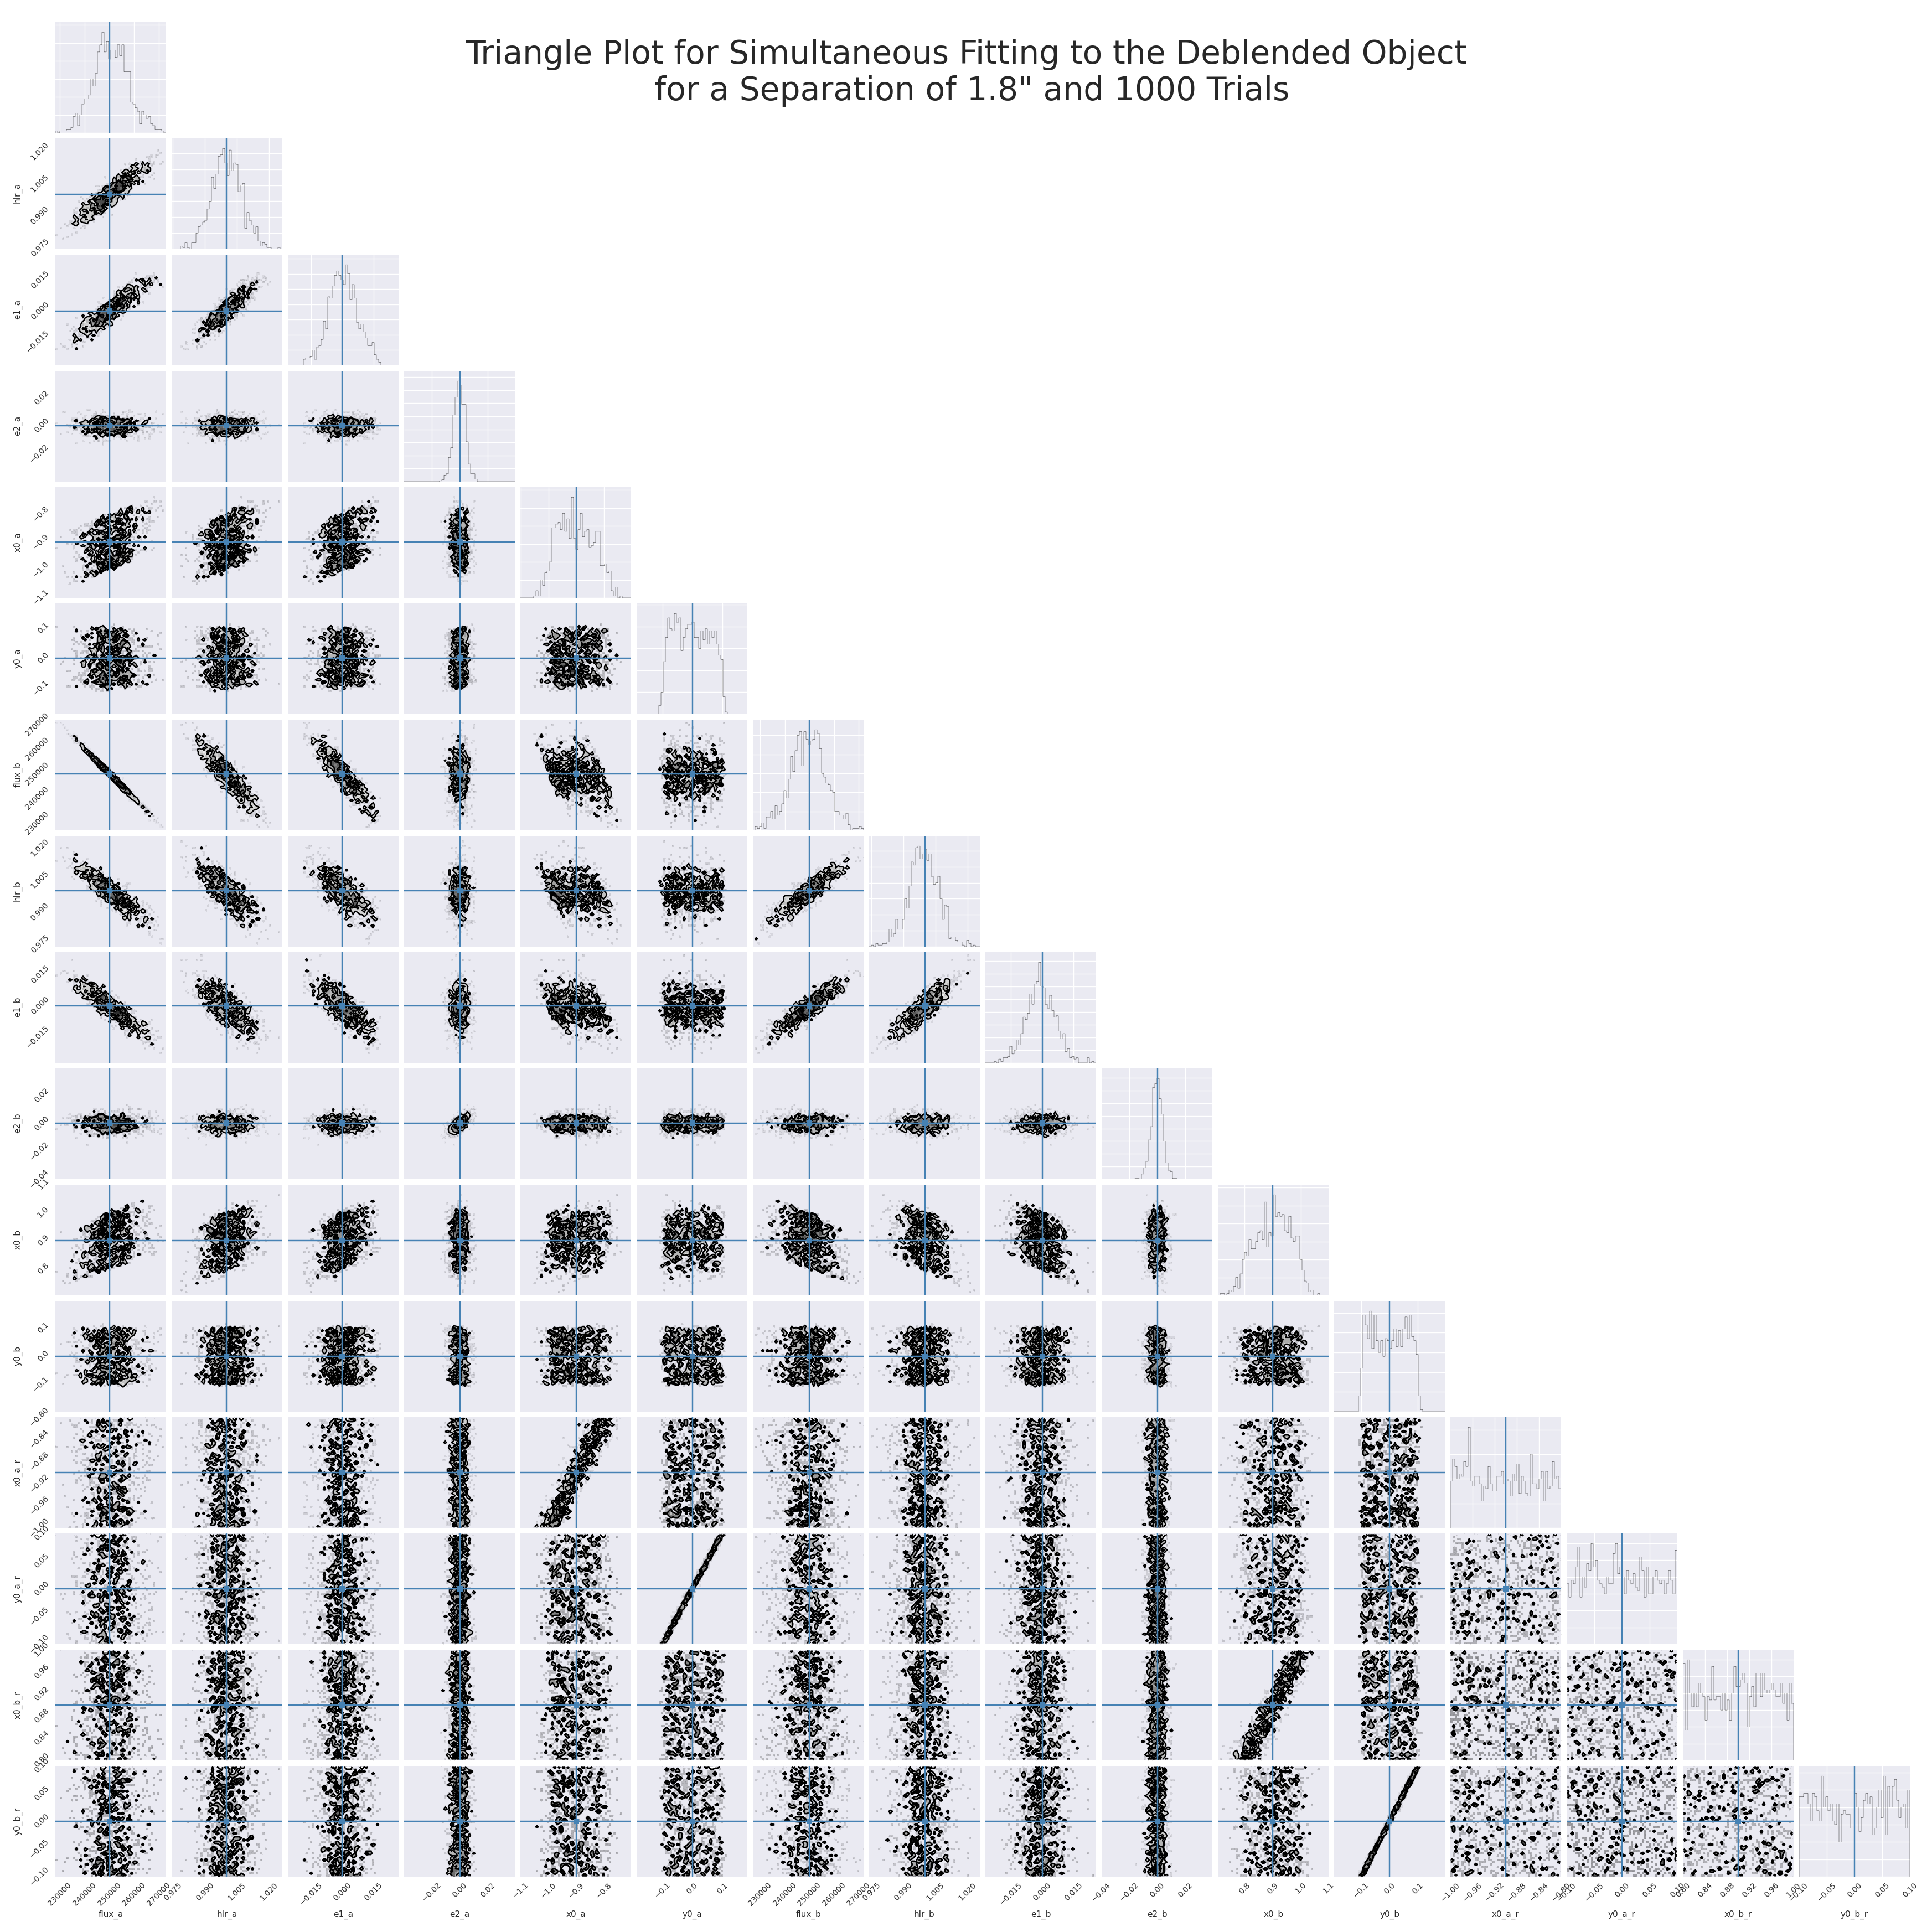 Triangle Plot for Simultaneous Fitting to the Deblended Object
for a Separation of 1.8" and 1000 Trials
1.020
1.005
0.990
0.975
hlr_a
0.015
0.000
−0.015
e1_a
0.02
0.00
−0.02
e2_a
−0.8
−0.9
−1.0
−1.1
x0_a
0.1
0.0
−0.1
y0_a
270000
260000
250000
240000
230000
flux_b
1.020
1.005
0.990
0.975
hlr_b
0.015
0.000
−0.015
e1_b
0.02
0.00
−0.02
−0.04
e2_b
1.1
1.0
0.9
0.8
x0_b
0.1
0.0
−0.1
y0_b
−0.80
−0.84
−0.88
−0.92
−0.96
−1.00
x0_a_r
0.10
0.05
0.00
−0.05
−0.10
y0_a_r
0.96
0.92
0.88
0.84
0.80
x0_b_r
0.10
0.05
0.00
−0.05
−0.10
y0_b_r
230000 240000 250000 260000 270000
0.975 0.990 1.005 1.020
−0.015 0.000 0.015
−0.02 0.00 0.02
−1.1 −1.0 −0.9 −0.8
−0.1 0.0 0.1
230000 240000 250000 260000 270000
0.975 0.990 1.005 1.020
−0.015 0.000 0.015
−0.04 −0.02 0.00 0.02
0.8 0.9 1.0 1.1
−0.1 0.0 0.1
−1.00 −0.96 −0.92 −0.88 −0.84 −0.80
−0.10 −0.05 0.00 0.05 0.10
0.80 0.84 0.88 0.92 0.96 1.00
−0.10 −0.05 0.00 0.05 0.10
flux_a hlr_a e1_a e2_a x0_a y0_a flux_b hlr_b e1_b e2_b x0_b y0_b x0_a_r y0_a_r x0_b_r y0_b_r